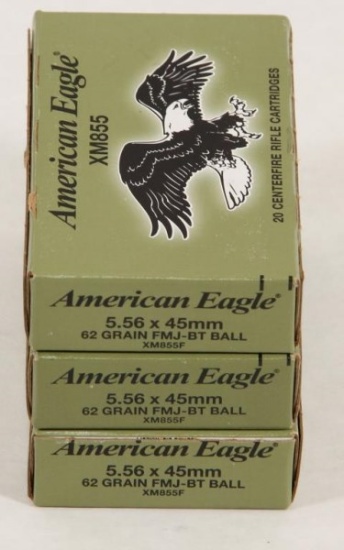 American Eagle®
XM855
20 CENTERFIRE RIFLE CARTRIDGES
American Eagle®
5.56 x 45mm
62 GRAIN FMJ-BT BALL
XM855F
American Eagle®
5.56 x 45mm
62 GRAIN FMJ-BT BALL
XM855F
American Eagle®
5.56 x 45mm
62 GRAIN FMJ-BT BALL
XM855F